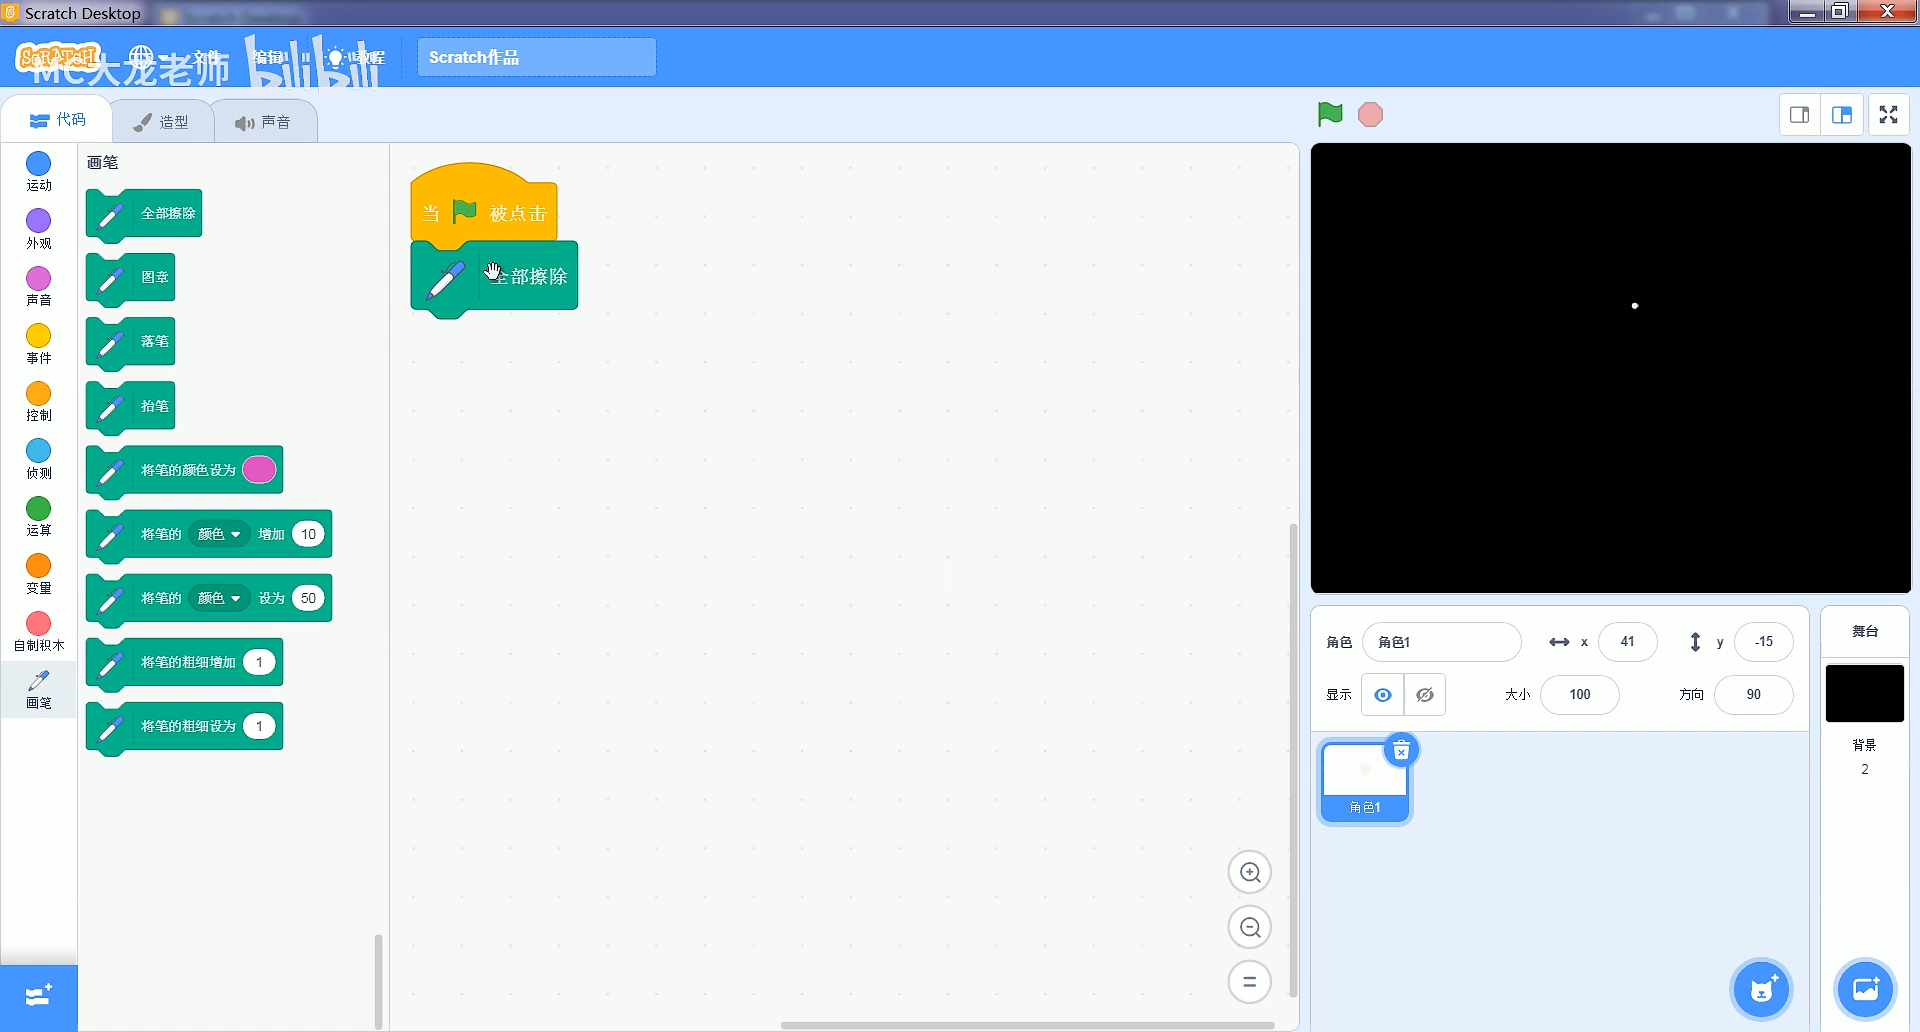 Scratch Desktop
SCRATCH 文件 编辑 教程 Scratch作品
MC大龙老师 bilibili
代码 造型 声音
运动
外观
声音
事件
控制
侦测
运算
变量
自制积木
画笔
画笔
全部擦除
图章
落笔
抬笔
将笔的颜色设为
将笔的 颜色 增加 10
将笔的 颜色 设为 50
将笔的粗细增加 1
将笔的粗细设为 1
当 被点击
全部擦除
角色 角色1 x 41 y -15
显示 大小 100 方向 90
角色1
舞台
背景
2